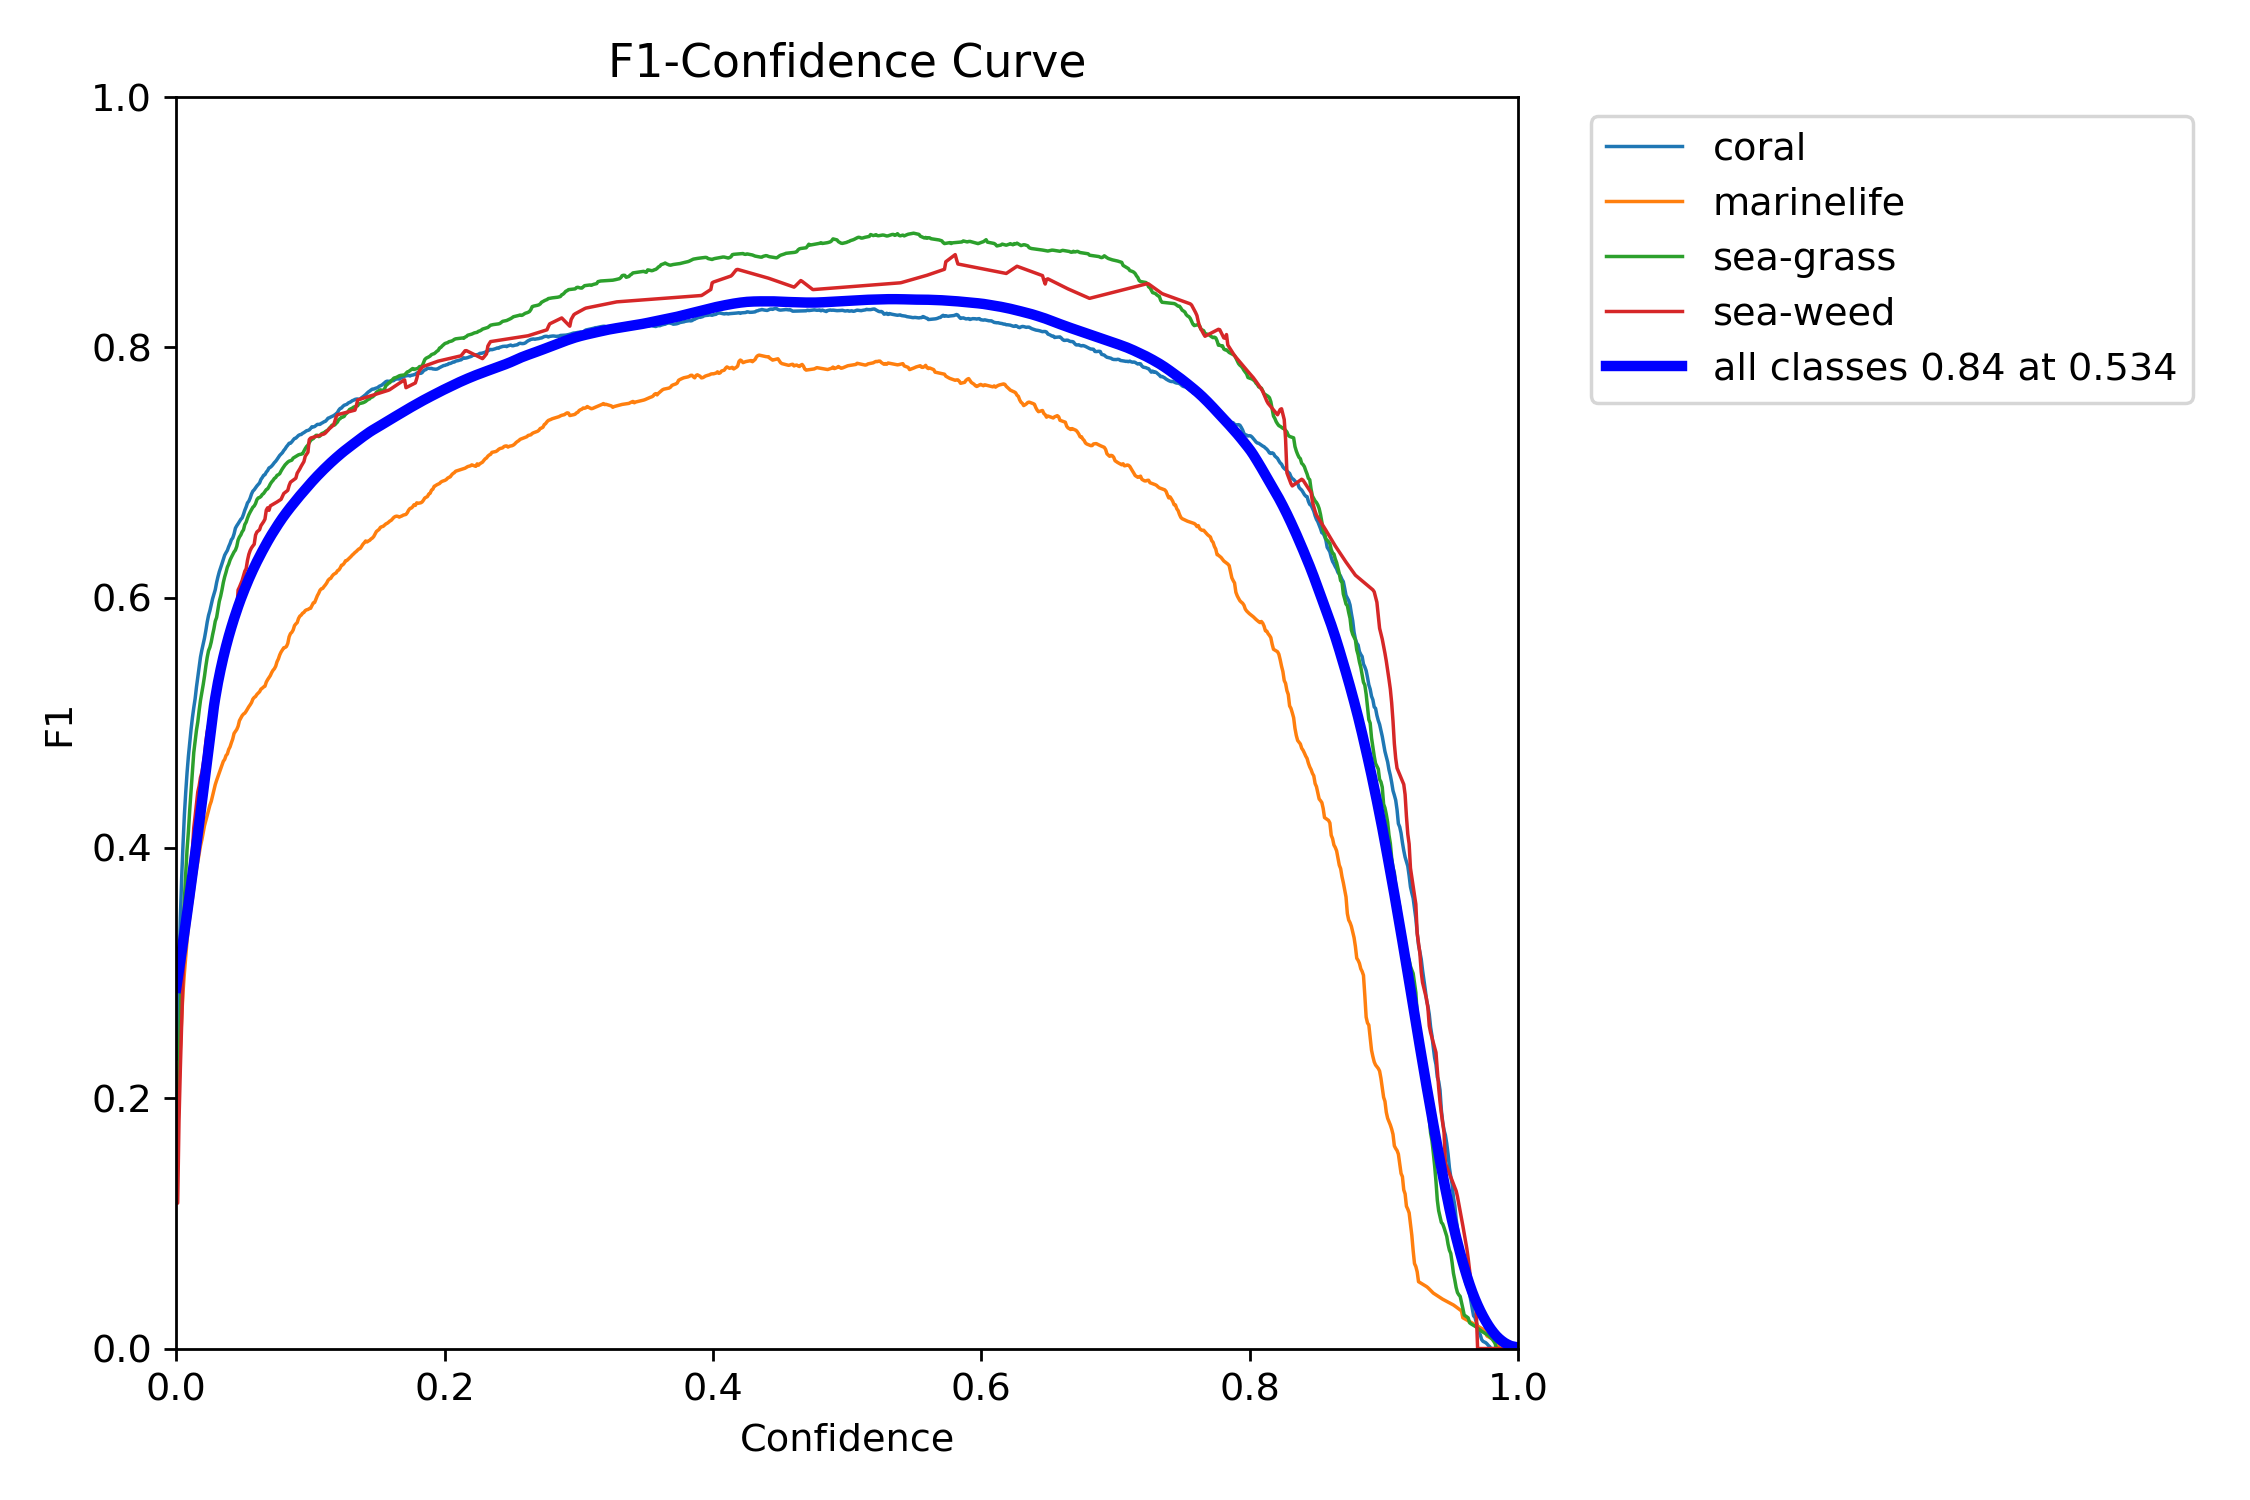 F1-Confidence Curve
1.0
0.8
0.6
0.4
0.2
0.0
F1
0.0 0.2 0.4 0.6 0.8 1.0
Confidence
coral
marinelife
sea-grass
sea-weed
all classes 0.84 at 0.534